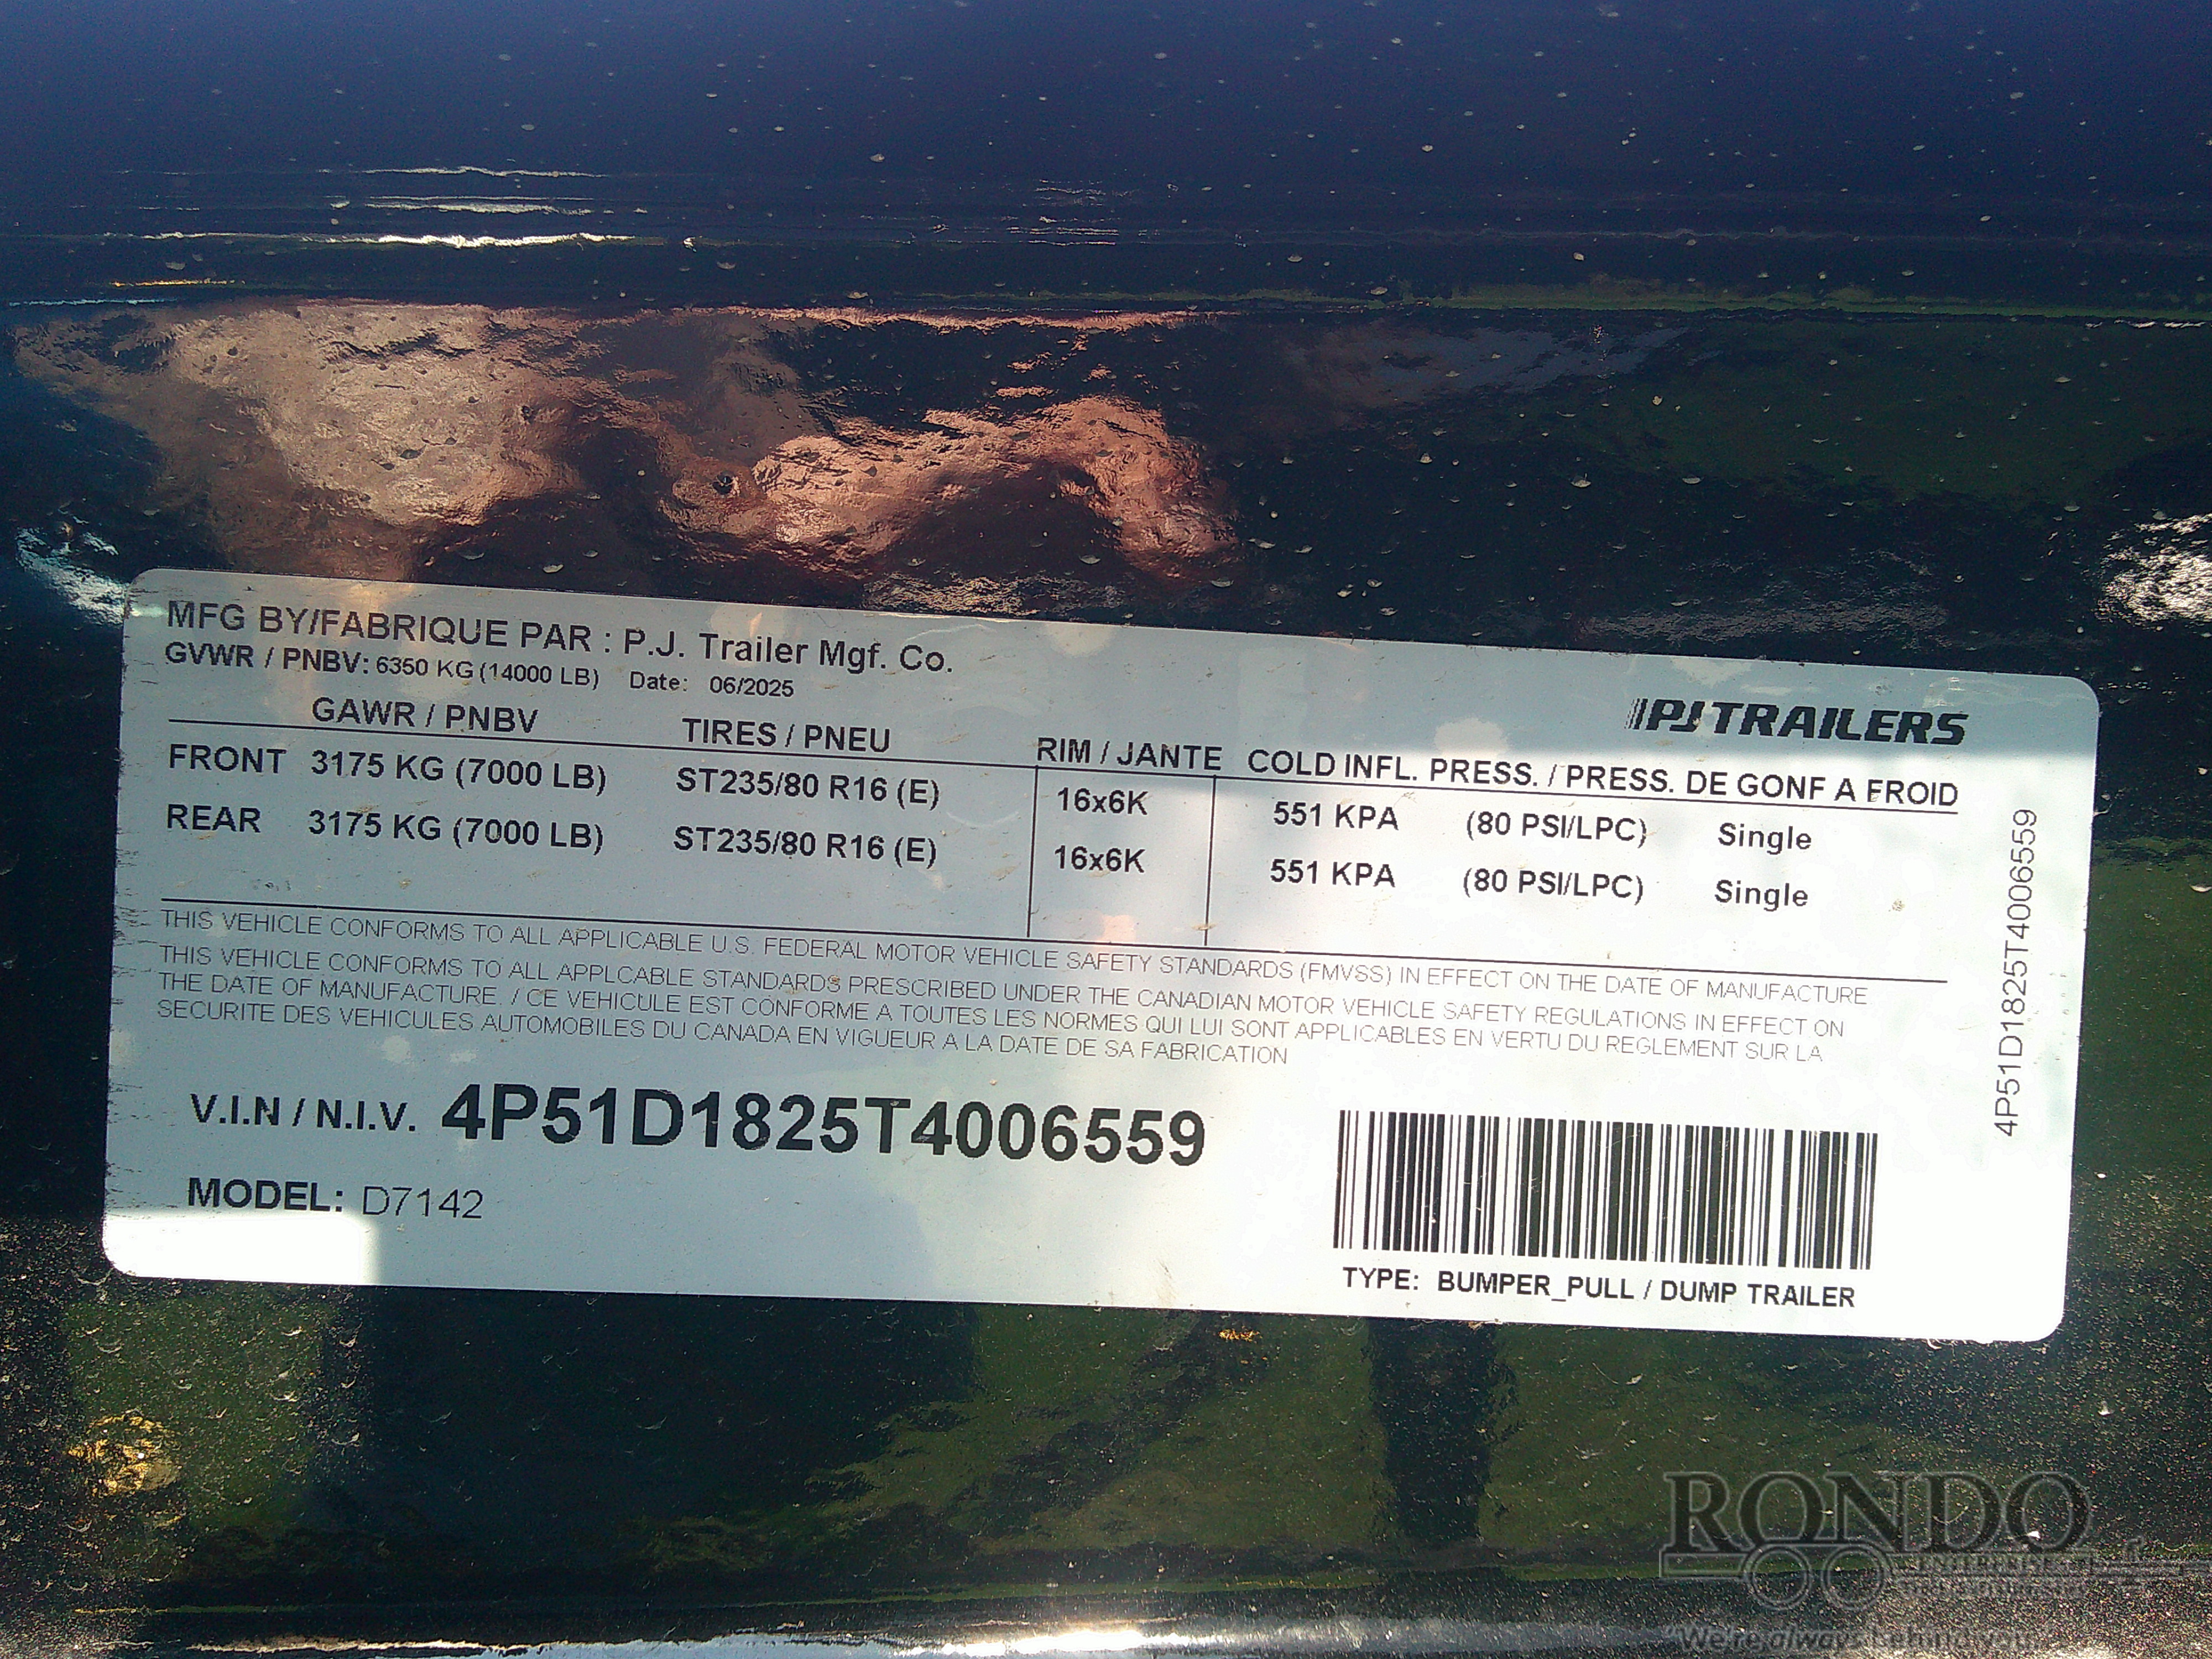 MFG BY/FABRIQUE PAR : P.J. Trailer Mgf. Co.
GVWR / PNBV: 6350 KG (14000 LB) Date: 06/2025
PJ TRAILERS
GAWR / PNBV TIRES / PNEU RIM / JANTE COLD INFL. PRESS. / PRESS. DE GONF A FROID
FRONT 3175 KG (7000 LB) ST235/80 R16 (E) 16x6K 551 KPA (80 PSI/LPC) Single
REAR 3175 KG (7000 LB) ST235/80 R16 (E) 16x6K 551 KPA (80 PSI/LPC) Single
THIS VEHICLE CONFORMS TO ALL APPLICABLE U.S. FEDERAL MOTOR VEHICLE SAFETY STANDARDS (FMVSS) IN EFFECT ON THE DATE OF MANUFACTURE
THIS VEHICLE CONFORMS TO ALL APPLCABLE STANDARDS PRESCRIBED UNDER THE CANADIAN MOTOR VEHICLE SAFETY REGULATIONS IN EFFECT ON
THE DATE OF MANUFACTURE. / CE VEHICULE EST CONFORME A TOUTES LES NORMES QUI LUI SONT APPLICABLES EN VERTU DU REGLEMENT SUR LA
SECURITE DES VEHICULES AUTOMOBILES DU CANADA EN VIGUEUR A LA DATE DE SA FABRICATION
4P51D1825T4006559
V.I.N / N.I.V. 4P51D1825T4006559
MODEL: D7142
TYPE: BUMPER_PULL / DUMP TRAILER
RONDO
ENTERPRISES
"We're always behind you."